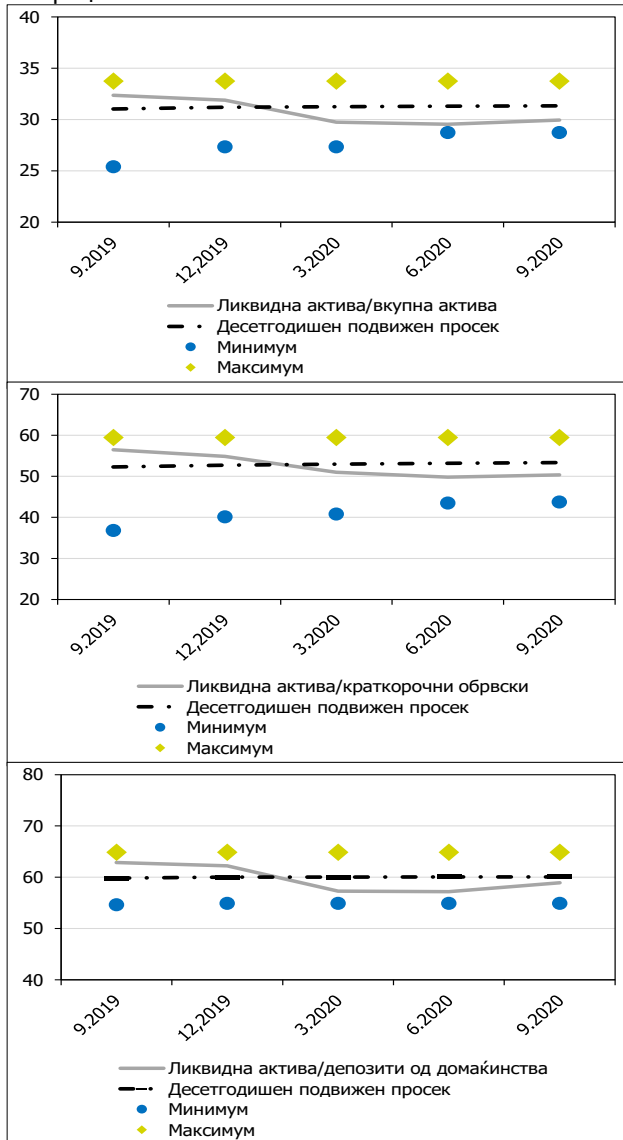 40
35
30
25
20
9.2019
12,2019
3.2020
6.2020
9.2020
Ликвидна актива/вкупна актива
Десетгодишен подвижен просек
Минимум
Максимум
70
60
50
40
30
20
9.2019
12,2019
3.2020
6.2020
9.2020
Ликвидна актива/краткорочни обрвски
Десетгодишен подвижен просек
Минимум
Максимум
80
70
60
50
40
9.2019
12,2019
3.2020
6.2020
9.2020
Ликвидна актива/депозити од домаќинства
Десетгодишен подвижен просек
Минимум
Максимум